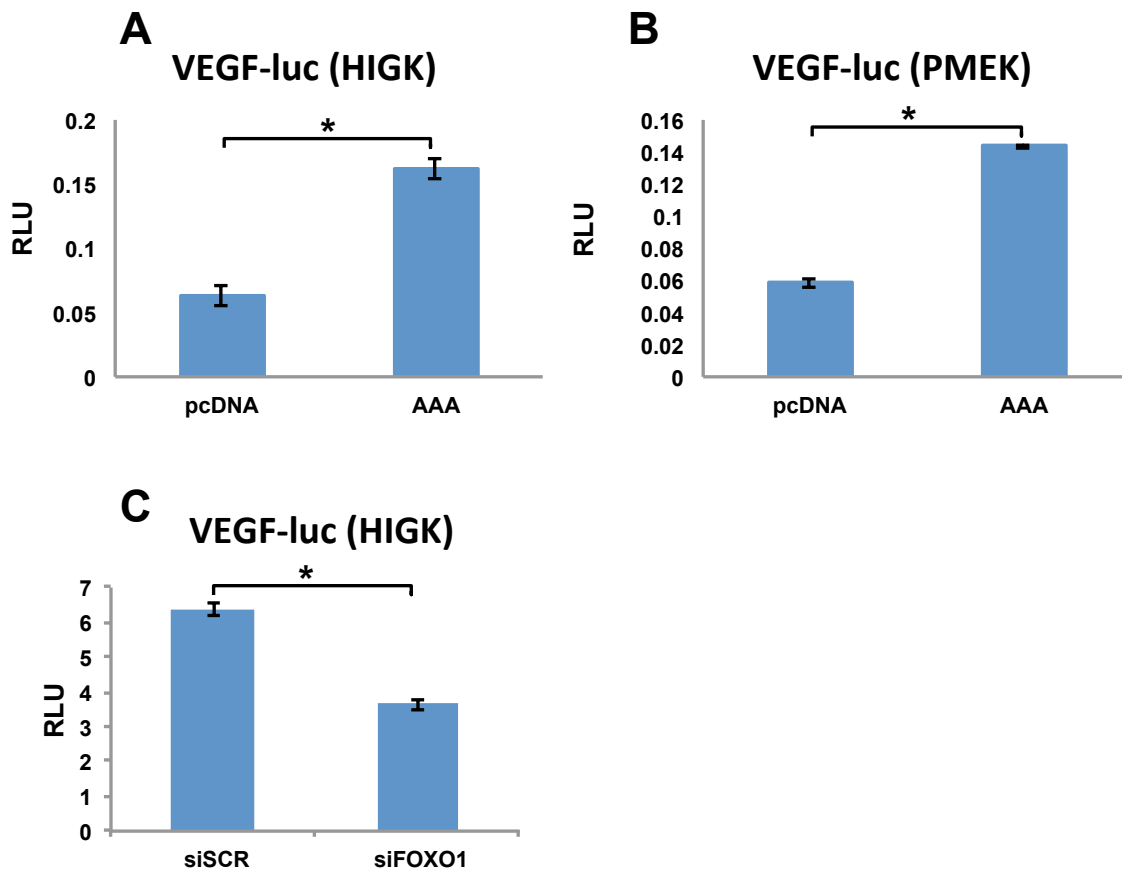 A
VEGF-luc (HIGK)
*
RLU
0.2
0.15
0.1
0.05
0
pcDNA AAA
B
VEGF-luc (PMEK)
*
RLU
0.16
0.14
0.12
0.1
0.08
0.06
0.04
0.02
0
pcDNA AAA
C
VEGF-luc (HIGK)
*
RLU
7
6
5
4
3
2
1
0
siSCR siFOXO1